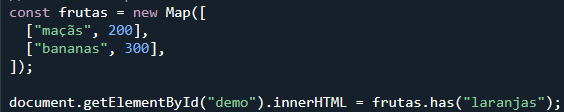 const frutas = new Map([
  ["maçãs", 200],
  ["bananas", 300],
]);
document.getElementById("demo").innerHTML = frutas.has("laranjas");